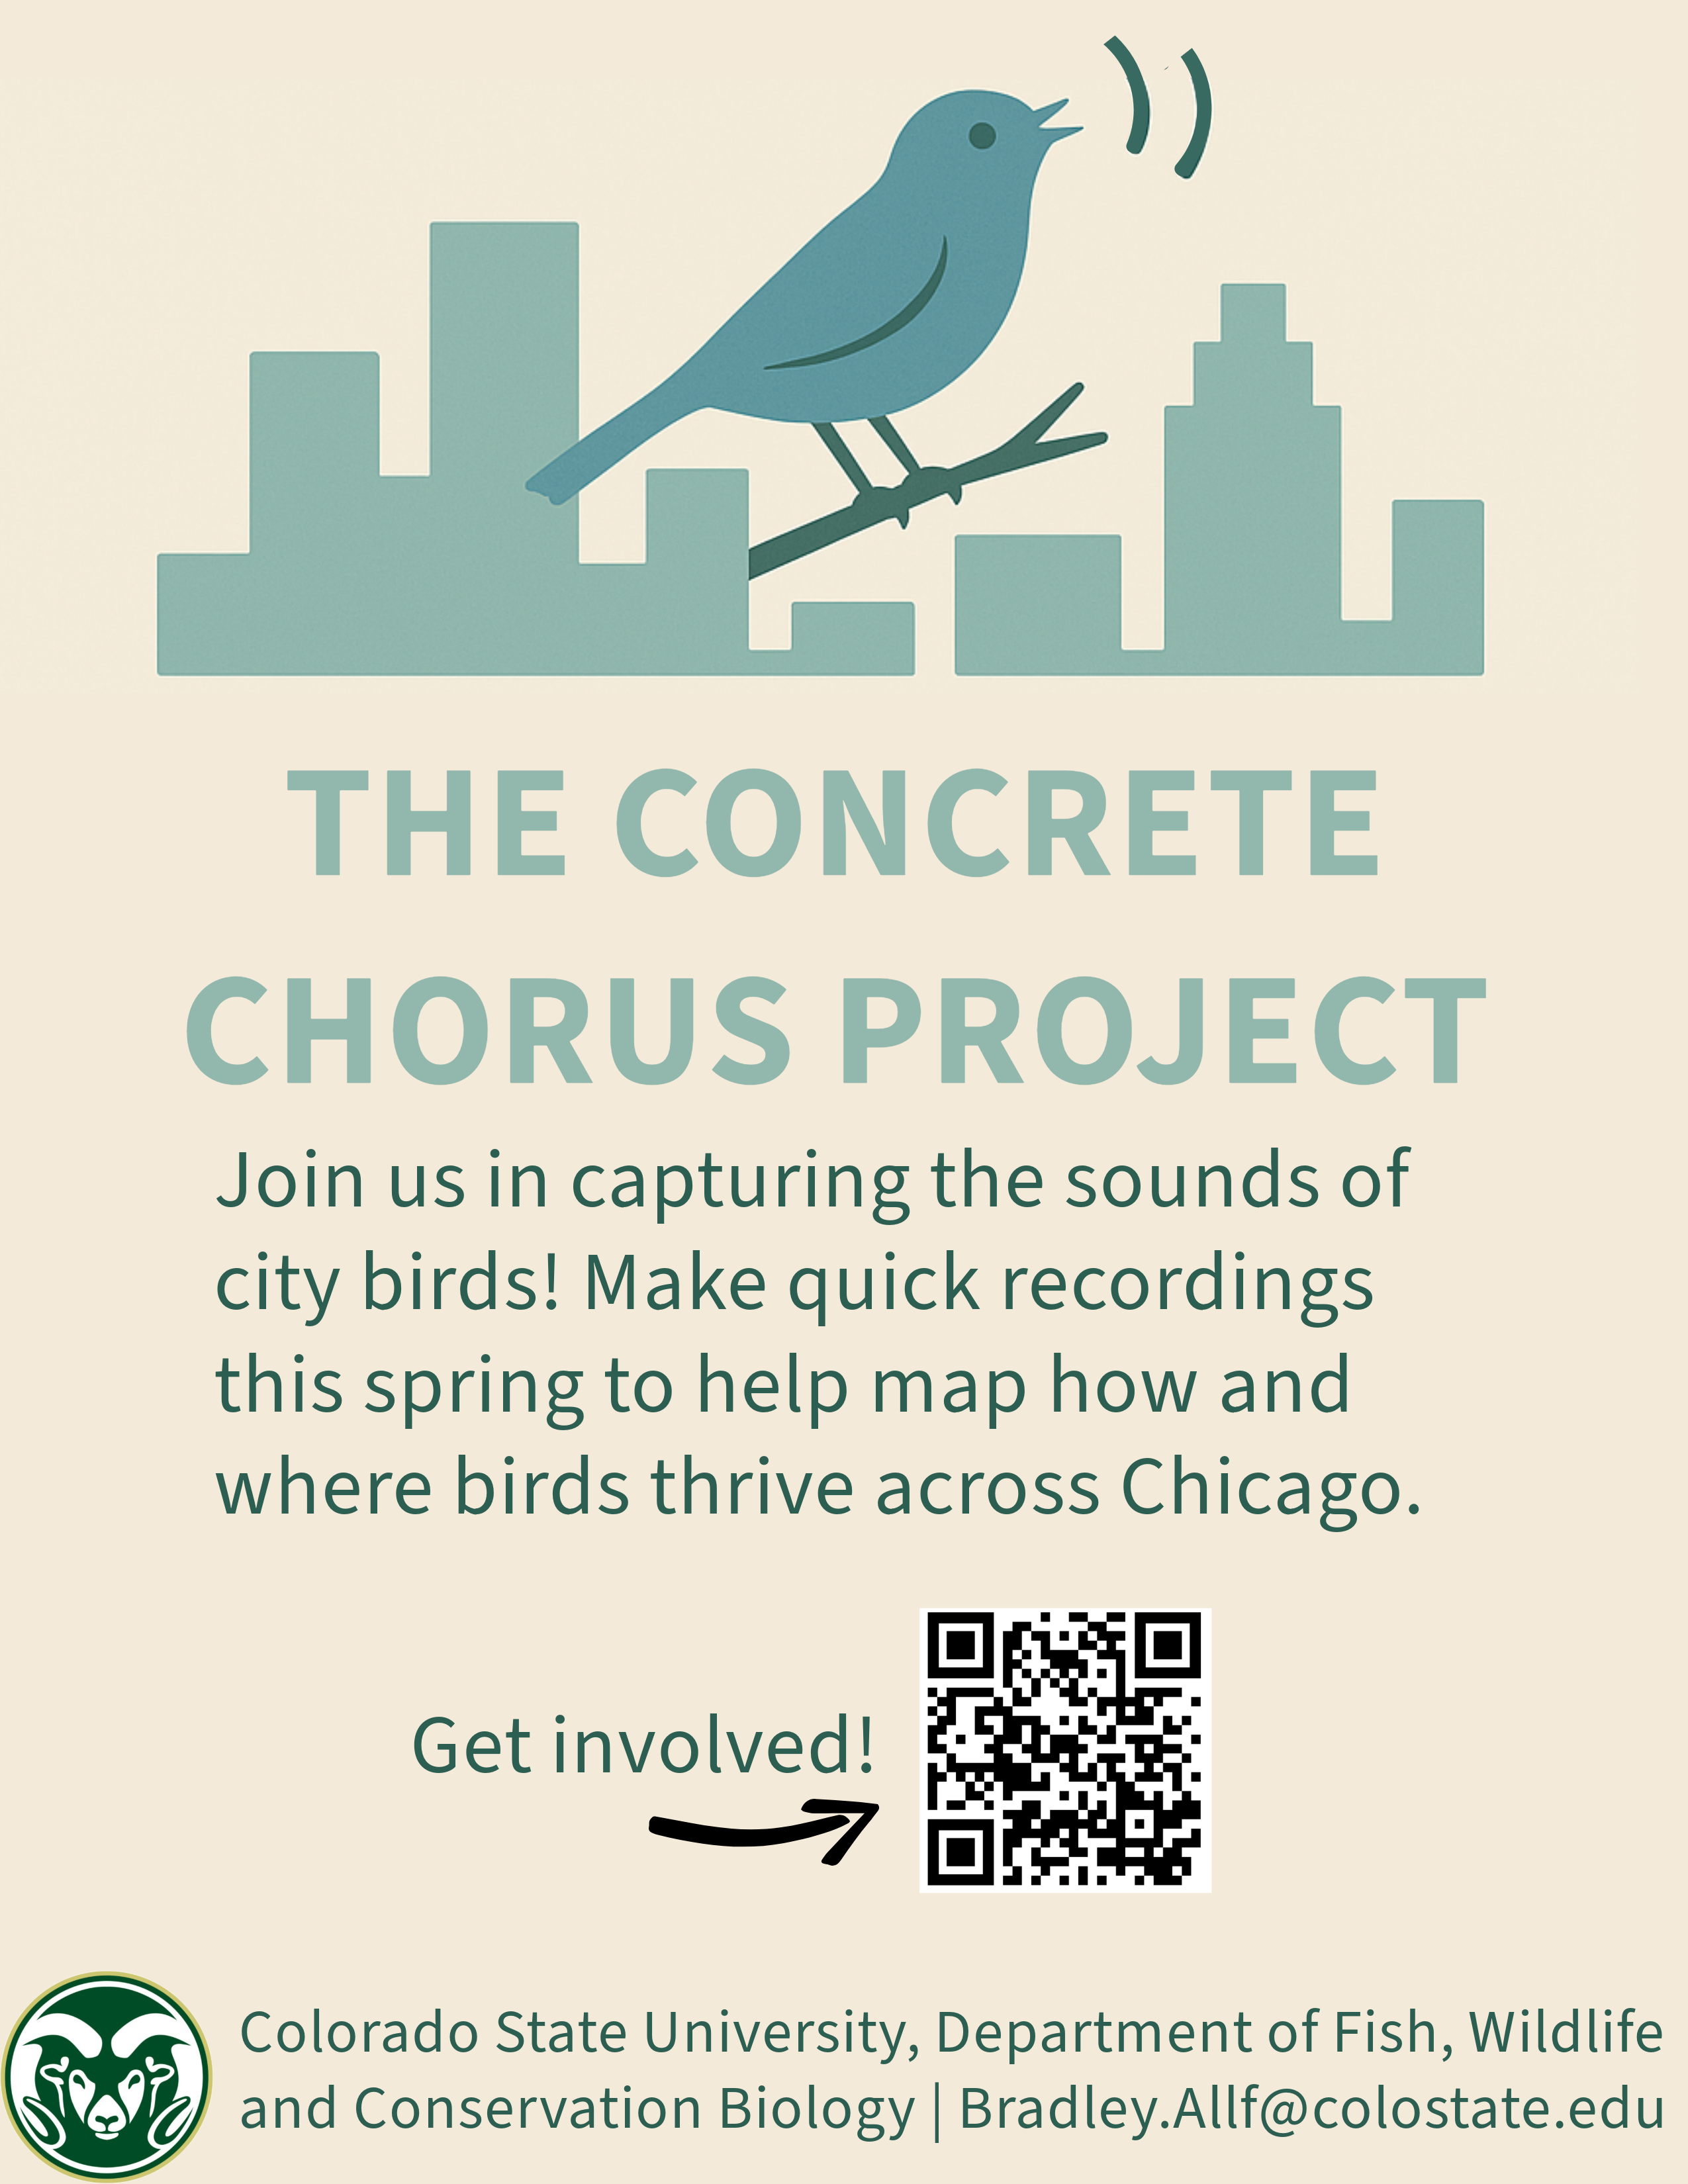 THE CONCRETE
CHORUS PROJECT
Join us in capturing the sounds of
city birds! Make quick recordings
this spring to help map how and
where birds thrive across Chicago.
Get involved!
Colorado State University, Department of Fish, Wildlife
and Conservation Biology | Bradley.Allf@colostate.edu